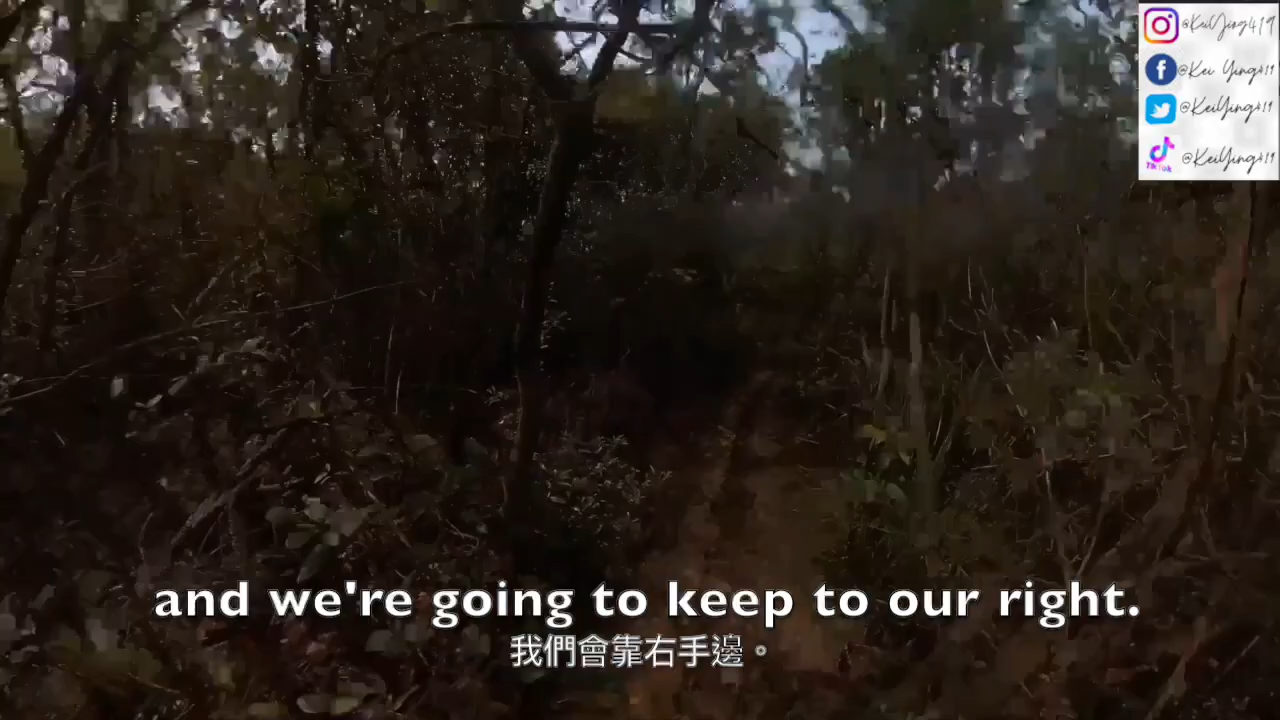 @KeiYing419
@Kei Ying419
@KeiYing419
TikTok
@KeiYing419
and we're going to keep to our right.
我們會靠右手邊。